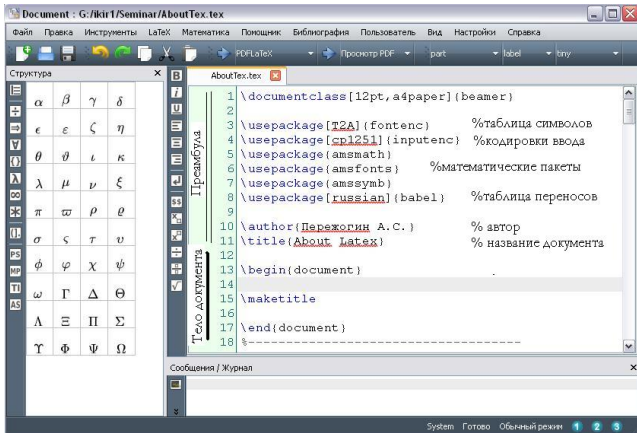 Document : G:/ikir1/Seminar/AboutTex.tex
Файл Правка Инструменты LaTeX Математика Помощник Библиография Пользователь Вид Настройки Справка
PDFLaTeX Просмотр PDF part label tiny
Структура
AboutTex.tex
α β γ δ
ϵ ε ζ η
θ ϑ ι κ
λ μ ν ξ
π ϖ ρ ϱ
σ ς τ υ
ϕ φ χ ψ
ω Γ Δ Θ
Λ Ξ Π Σ
Υ Φ Ψ Ω
PS
MP
TI
AS
B
i
U
$$
Преамбула
Тело документа
1 \documentclass[12pt,a4paper]{beamer}
2
3 \usepackage[T2A]{fontenc} %таблица символов
4 \usepackage[cp1251]{inputenc} %кодировки ввода
5 \usepackage{amsmath}
6 \usepackage{amsfonts} %математические пакеты
7 \usepackage{amssymb}
8 \usepackage[russian]{babel} %таблица переносов
9
10 \author{Пережогин А.С.} % автор
11 \title{About Latex} % название документа
12
13 \begin{document}
14
15 \maketitle
16
17 \end{document}
18 %------------------------------------
Сообщения / Журнал
System Готово Обычный режим 1 2 3